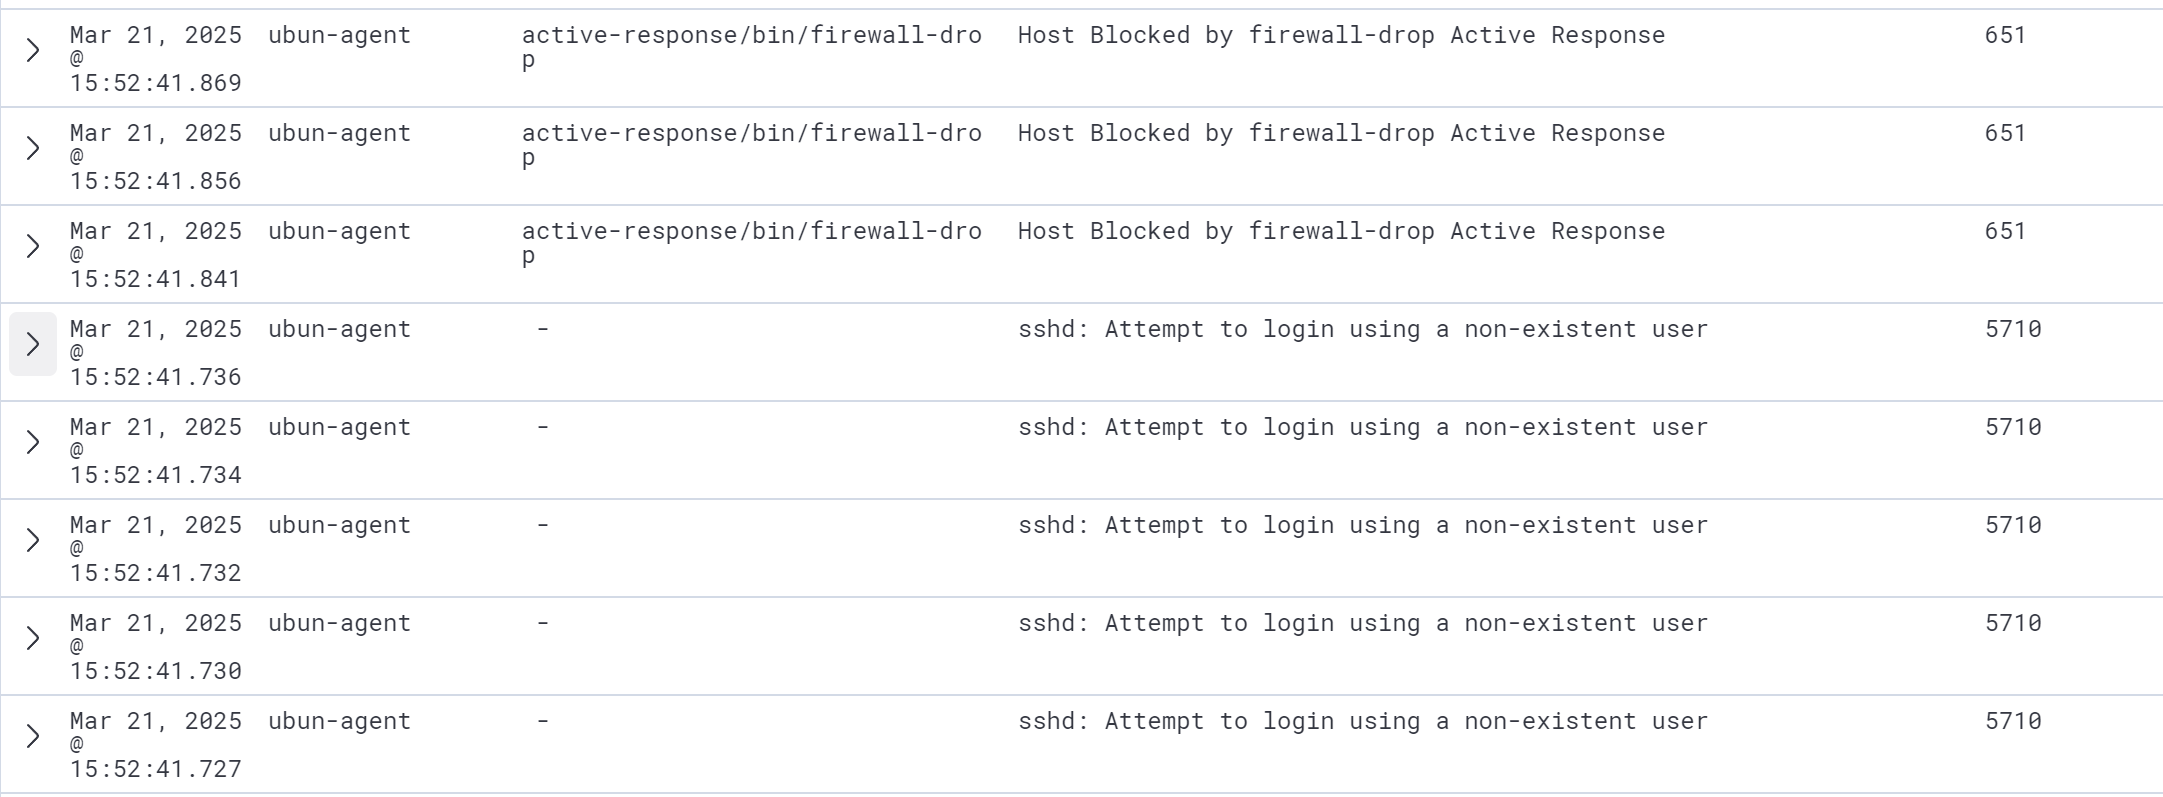 Mar 21, 2025 ubun-agent active-response/bin/firewall-dro Host Blocked by firewall-drop Active Response 651
@ p
15:52:41.869
Mar 21, 2025 ubun-agent active-response/bin/firewall-dro Host Blocked by firewall-drop Active Response 651
@ p
15:52:41.856
Mar 21, 2025 ubun-agent active-response/bin/firewall-dro Host Blocked by firewall-drop Active Response 651
@ p
15:52:41.841
Mar 21, 2025 ubun-agent - sshd: Attempt to login using a non-existent user 5710
@
15:52:41.736
Mar 21, 2025 ubun-agent - sshd: Attempt to login using a non-existent user 5710
@
15:52:41.734
Mar 21, 2025 ubun-agent - sshd: Attempt to login using a non-existent user 5710
@
15:52:41.732
Mar 21, 2025 ubun-agent - sshd: Attempt to login using a non-existent user 5710
@
15:52:41.730
Mar 21, 2025 ubun-agent - sshd: Attempt to login using a non-existent user 5710
@
15:52:41.727